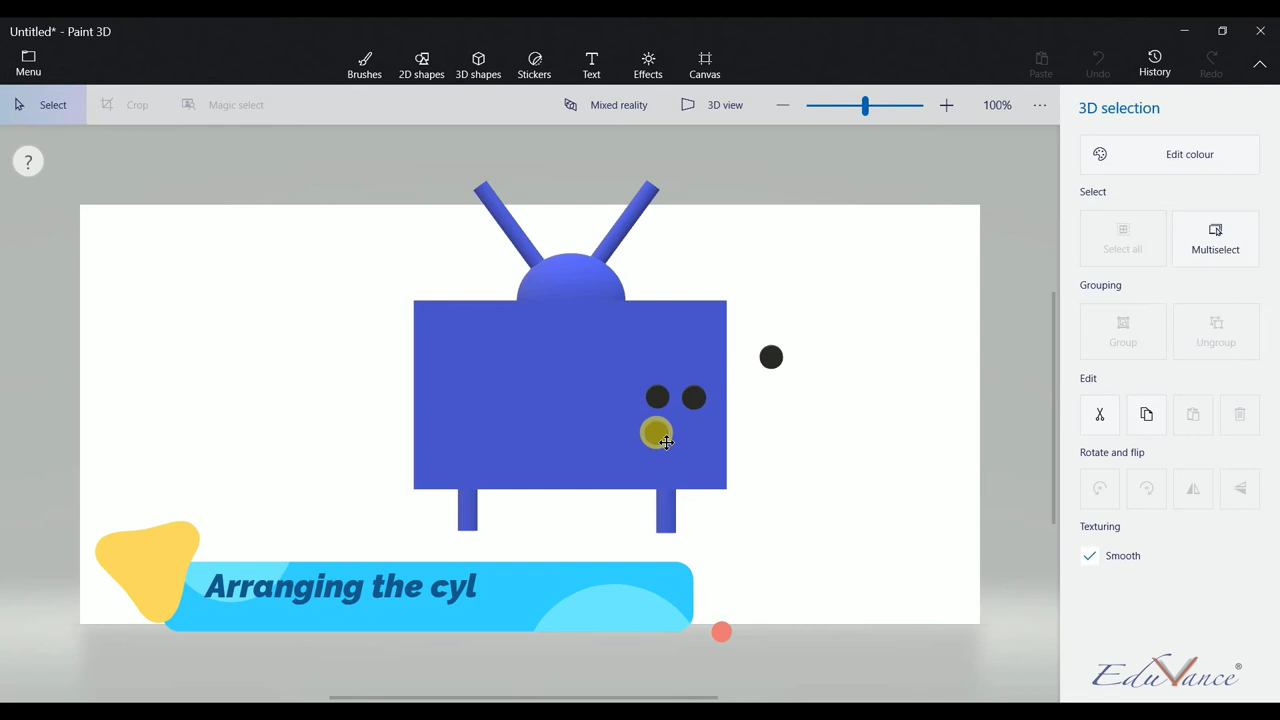 Untitled* - Paint 3D
Menu
Brushes
2D shapes
3D shapes
Stickers
Text
Effects
Canvas
Paste
Undo
History
Redo
Select
Crop
Magic select
Mixed reality
3D view
100%
3D selection
?
Edit colour
Select
Select all
Multiselect
Grouping
Group
Ungroup
Edit
Rotate and flip
Texturing
Smooth
Arranging the cyl
EduVance®